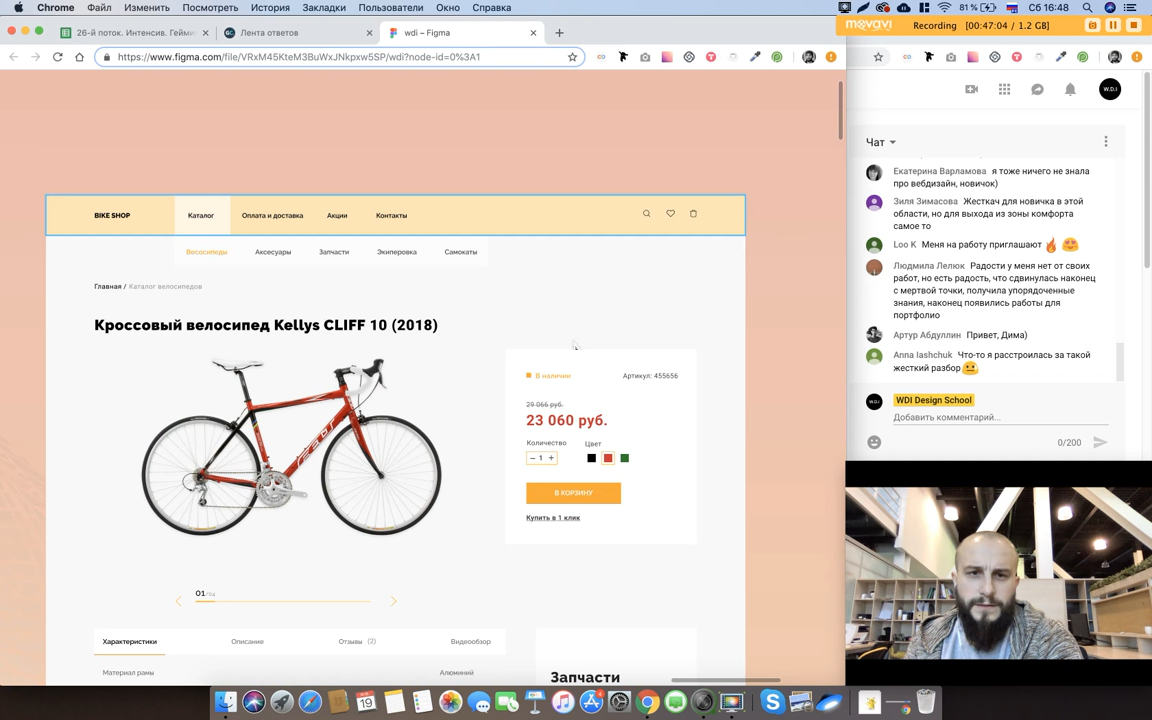 Chrome Файл Изменить Посмотреть История Закладки Пользователи Окно Справка
81 % Сб 16:48
movavi Recording [00:47:04 / 1.2 GB]
26-й поток. Интенсив. Гейми
Лента ответов
wdi – Figma
https://www.figma.com/file/VRxM45KteM3BuWxJNkpxw5SP/wdi?node-id=0%3A1
BIKE SHOP Каталог Оплата и доставка Акции Контакты
Велосипеды Аксесуары Запчасти Экипировка Самокаты
Главная / Каталог велосипедов
Кроссовый велосипед Kellys CLIFF 10 (2018)
В наличии Артикул: 455656
29 066 руб.
23 060 руб.
Количество Цвет
– 1 +
В КОРЗИНУ
Купить в 1 клик
01/04
Характеристики Описание Отзывы (2) Видеообзор
Материал рамы Алюминий
Запчасти
W.D.I
Чат
Екатерина Варламова я тоже ничего не знала
про вебдизайн, новичок)
Зиля Зимасова Жесткач для новичка в этой
области, но для выхода из зоны комфорта
самое то
Loo K Меня на работу приглашают
Людмила Лелюк Радости у меня нет от своих
работ, но есть радость, что сдвинулась наконец
с мертвой точки, получила упорядоченные
знания, наконец появились работы для
портфолио
Артур Абдуллин Привет, Дима)
Anna Iashchuk Что-то я расстроилась за такой
жесткий разбор
WDI Design School
Добавить комментарий...
0/200
19